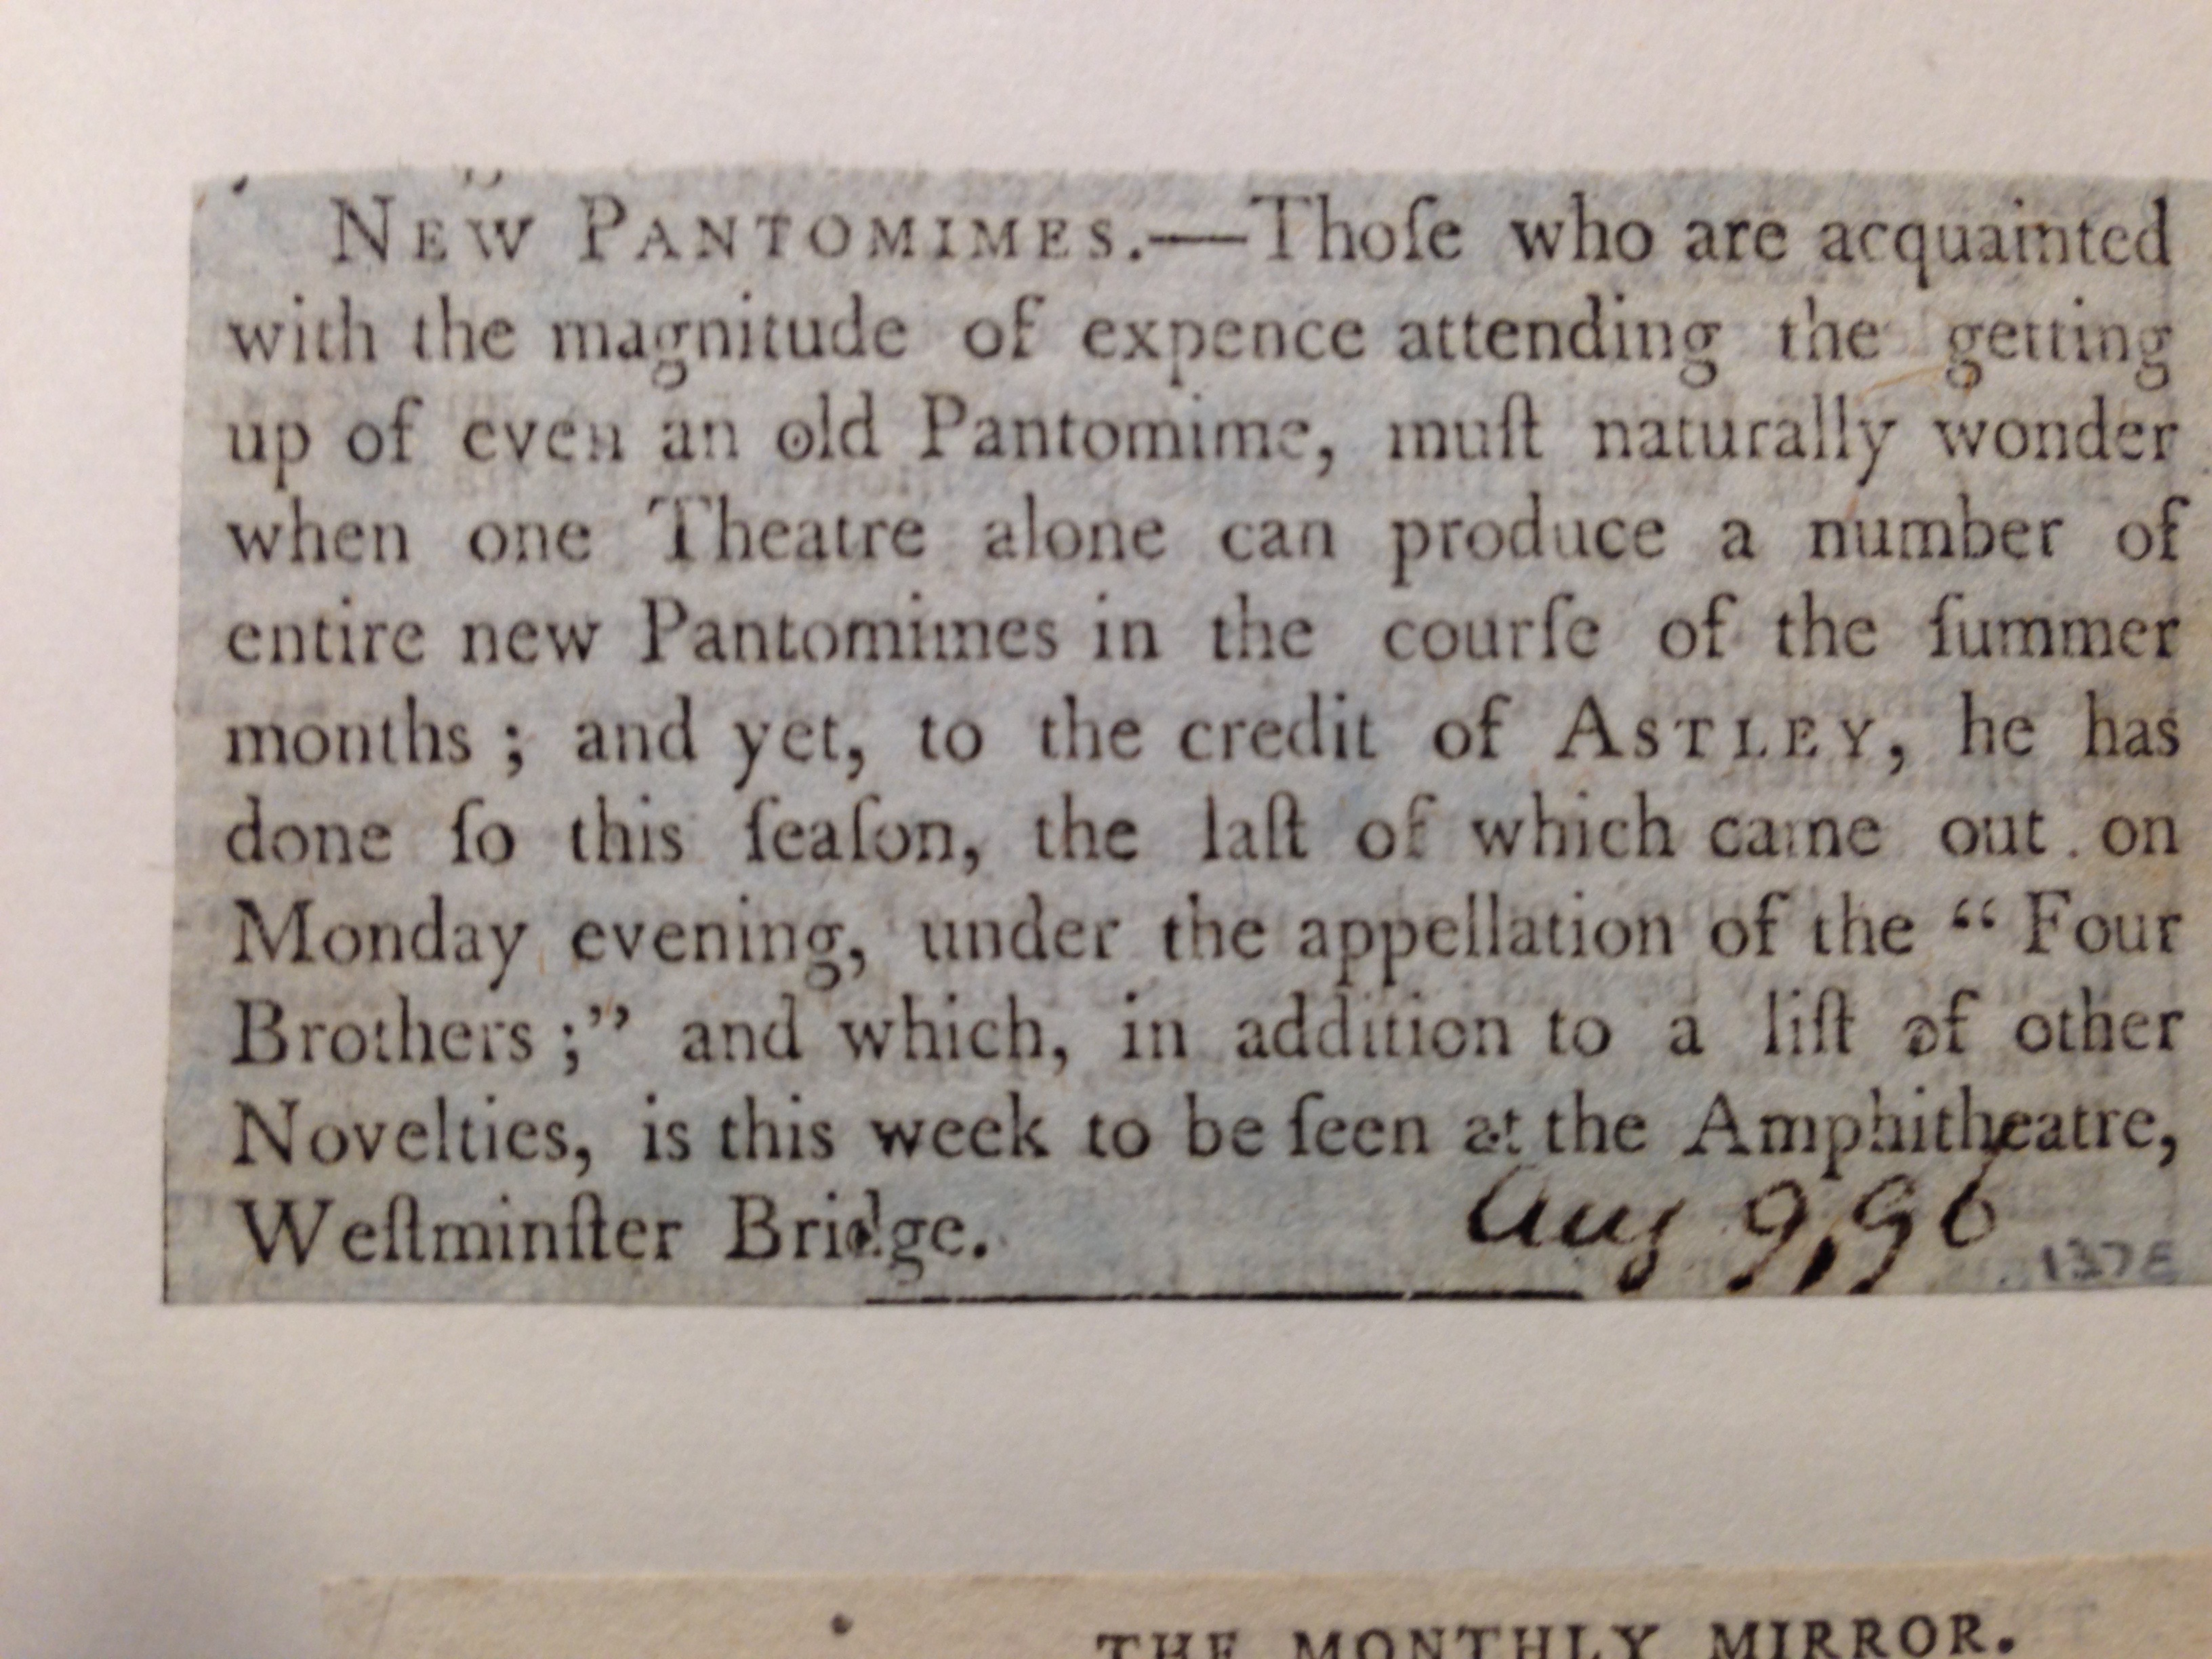 NEW PANTOMIMES.—Thoſe who are acquainted
with the magnitude of expence attending the getting
up of even an old Pantomime, muſt naturally wonder
when one Theatre alone can produce a number of
entire new Pantomimes in the courſe of the ſummer
months ; and yet, to the credit of ASTLEY, he has
done ſo this ſeaſon, the laſt of which came out on
Monday evening, under the appellation of the “ Four
Brothers ;” and which, in addition to a liſt of other
Novelties, is this week to be ſeen at the Amphitheatre,
Weſtminſter Bridge.
Aug 9, 96
THE MONTHLY MIRROR.